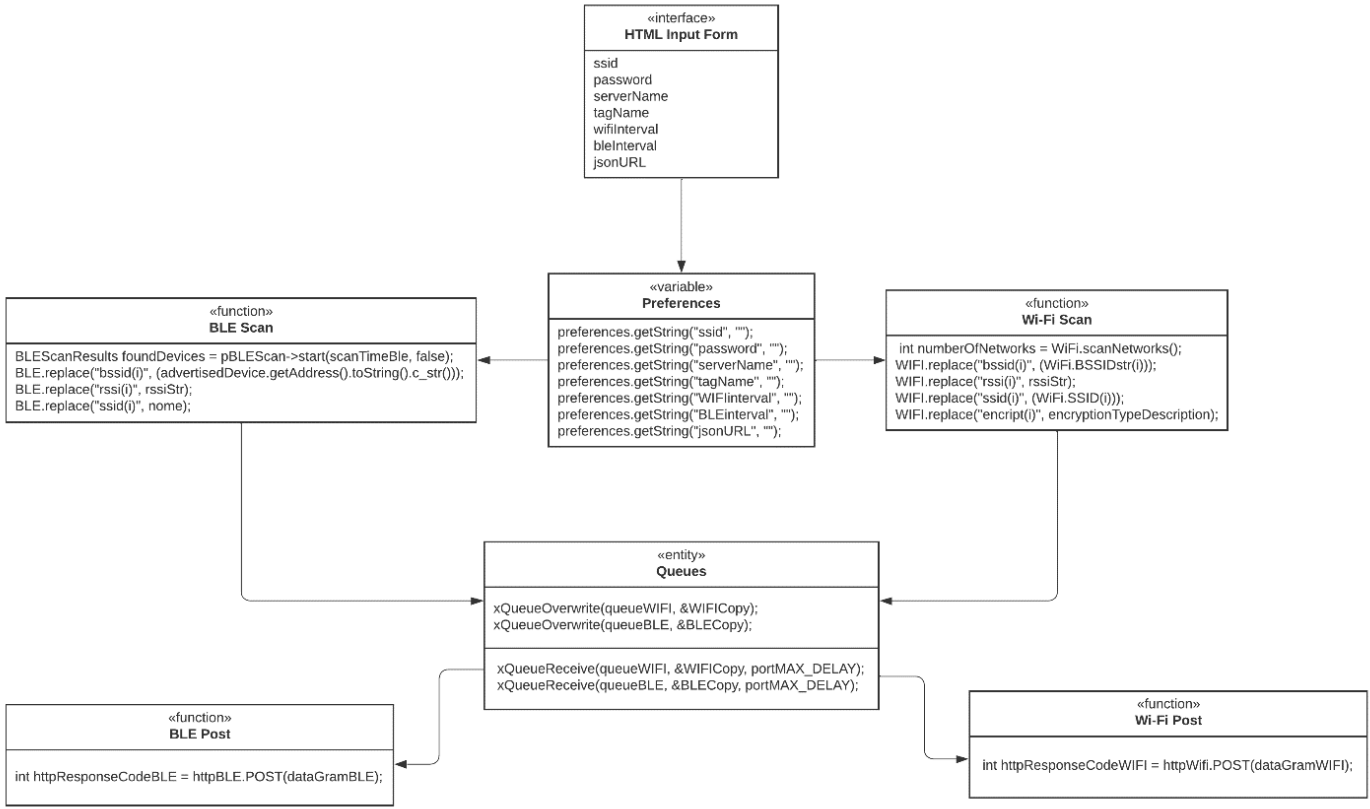 «interface»
HTML Input Form
ssid
password
serverName
tagName
wifiInterval
bleInterval
jsonURL
«function»
BLE Scan
BLEScanResults foundDevices = pBLEScan->start(scanTimeBle, false);
BLE.replace("bssid(i)", (advertisedDevice.getAddress().toString().c_str()));
BLE.replace("rssi(i)", rssiStr);
BLE.replace("ssid(i)", nome);
«variable»
Preferences
preferences.getString("ssid", "");
preferences.getString("password", "");
preferences.getString("serverName", "");
preferences.getString("tagName", "");
preferences.getString("WIFIinterval", "");
preferences.getString("BLEinterval", "");
preferences.getString("jsonURL", "");
«function»
Wi-Fi Scan
int numberOfNetworks = WiFi.scanNetworks();
WIFI.replace("bssid(i)", (WiFi.BSSIDstr(i)));
WIFI.replace("rssi(i)", rssiStr);
WIFI.replace("ssid(i)", (WiFi.SSID(i)));
WIFI.replace("encript(i)", encryptionTypeDescription);
«entity»
Queues
xQueueOverwrite(queueWIFI, &WIFICopy);
xQueueOverwrite(queueBLE, &BLECopy);
xQueueReceive(queueWIFI, &WIFICopy, portMAX_DELAY);
xQueueReceive(queueBLE, &BLECopy, portMAX_DELAY);
«function»
BLE Post
int httpResponseCodeBLE = httpBLE.POST(dataGramBLE);
«function»
Wi-Fi Post
int httpResponseCodeWIFI = httpWifi.POST(dataGramWIFI);